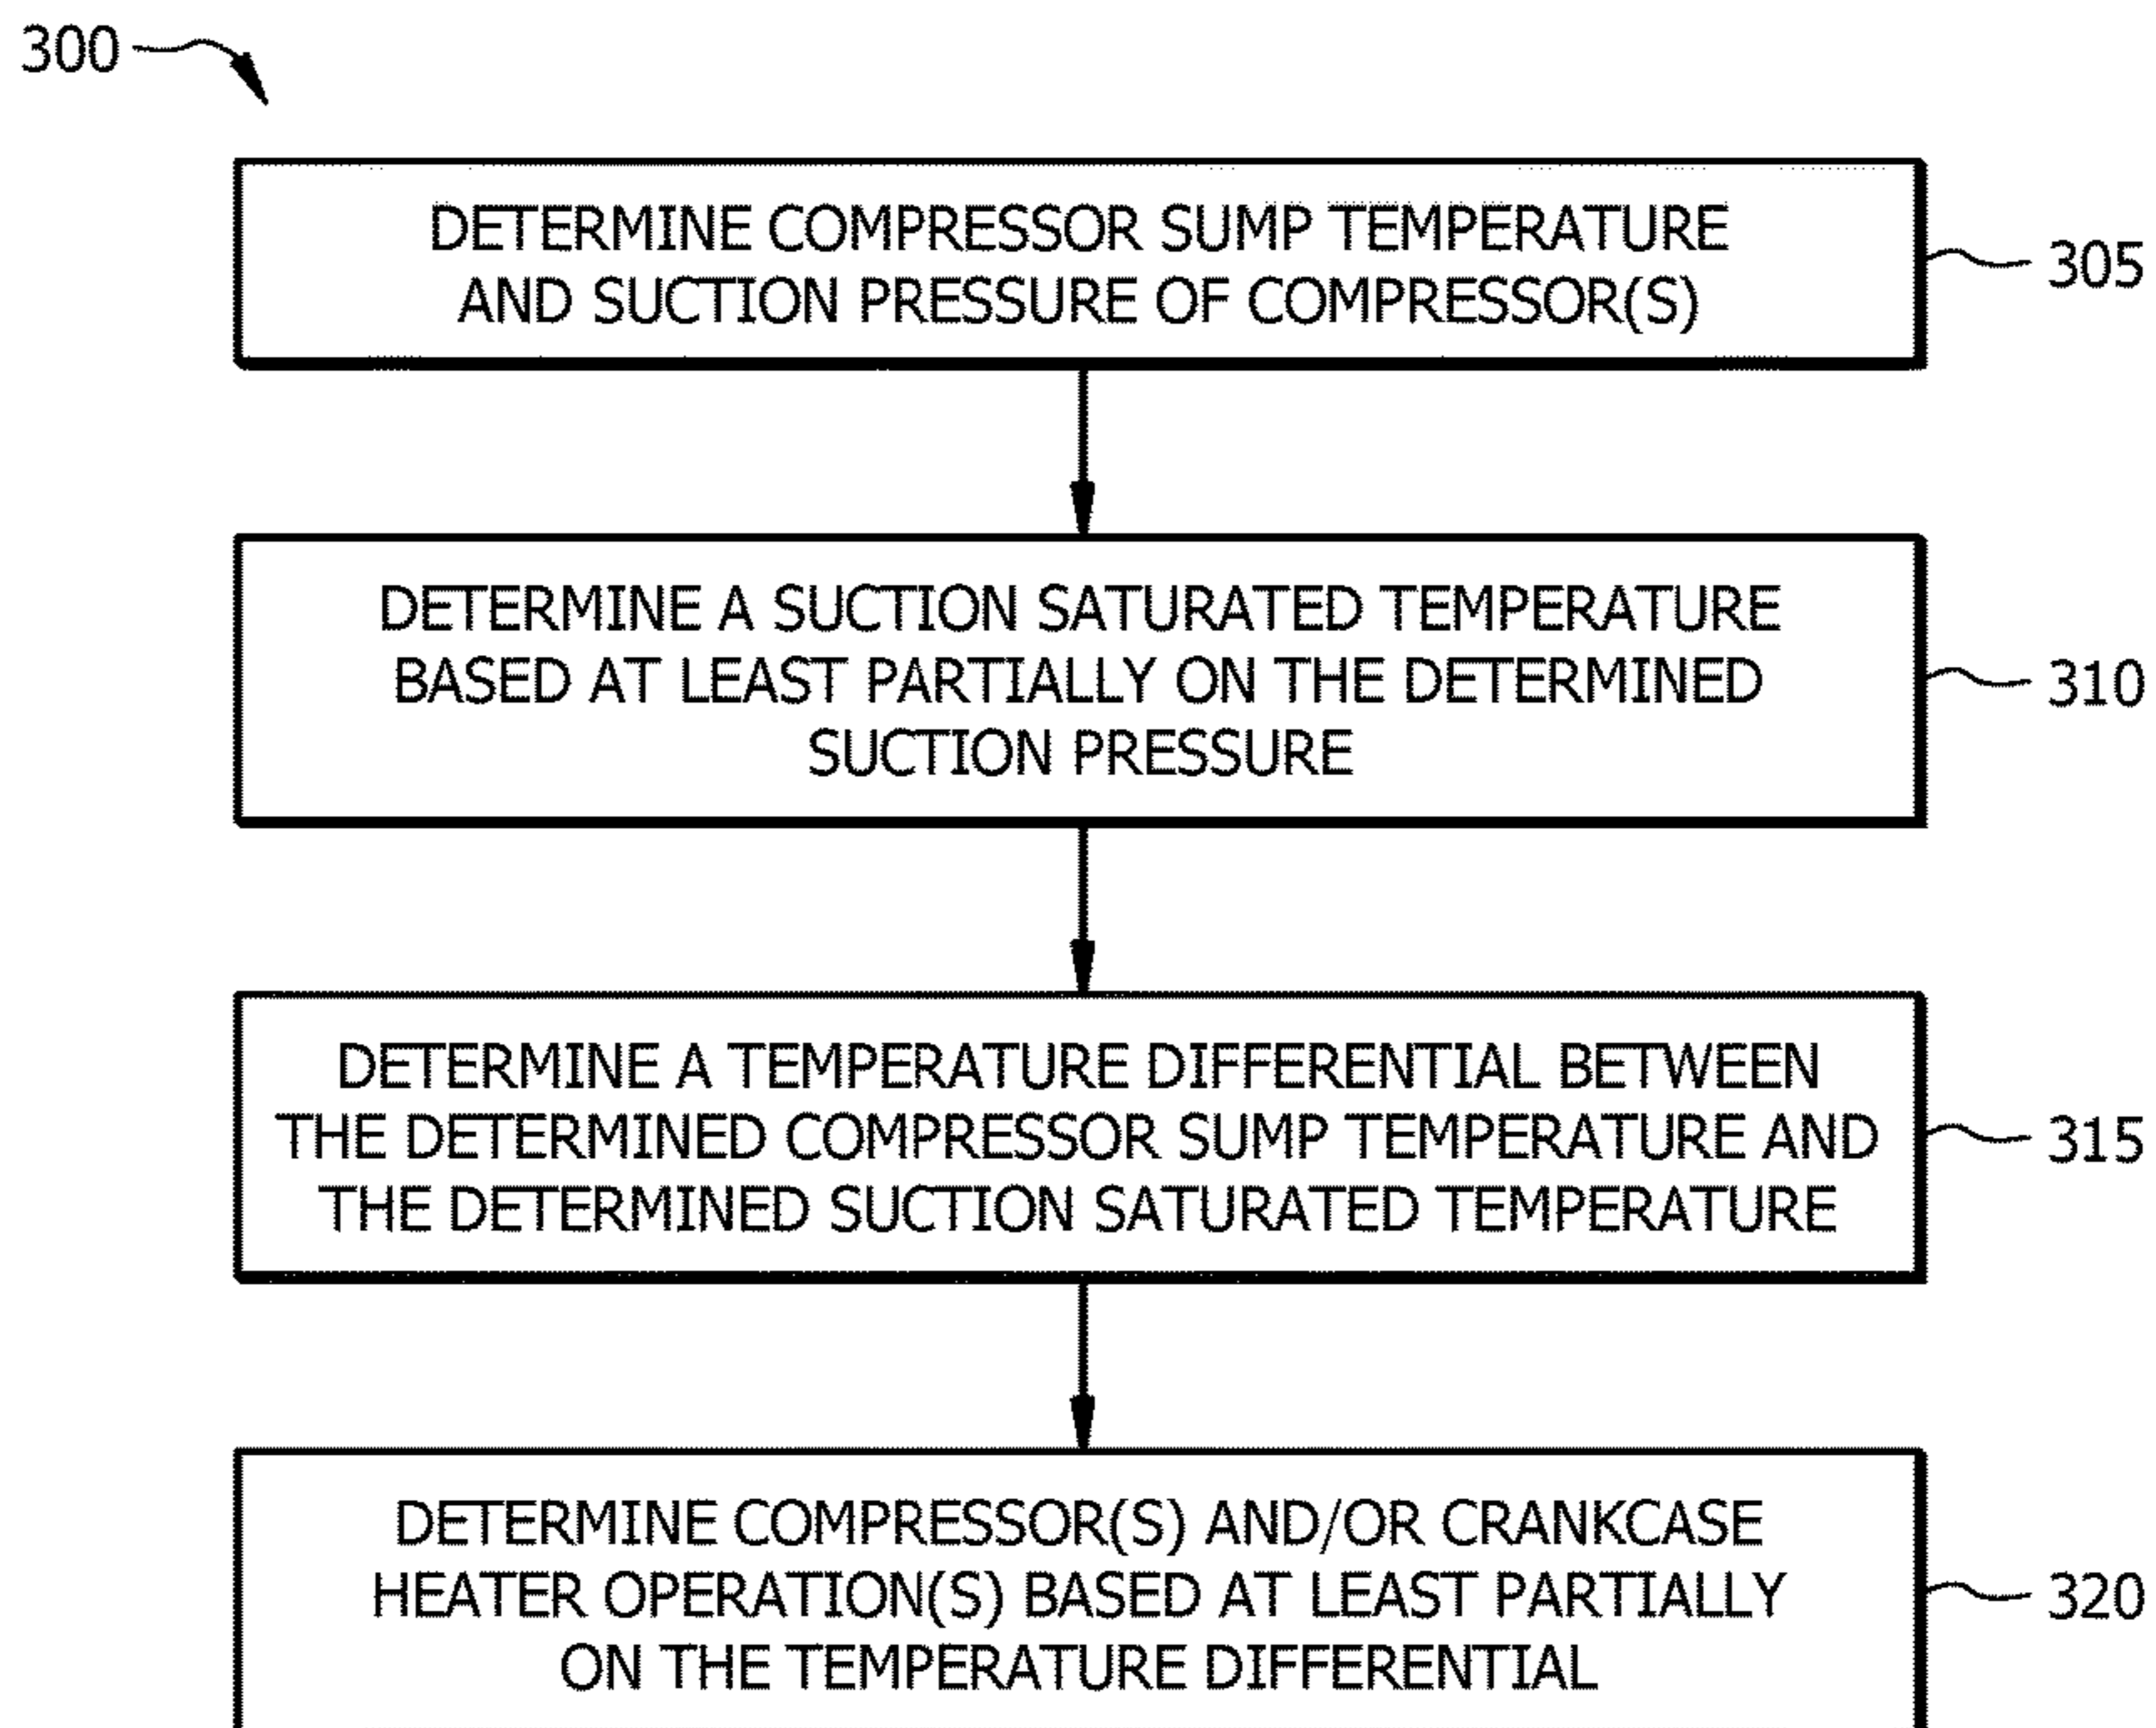 300
DETERMINE COMPRESSOR SUMP TEMPERATURE
AND SUCTION PRESSURE OF COMPRESSOR(S)
305
DETERMINE A SUCTION SATURATED TEMPERATURE
BASED AT LEAST PARTIALLY ON THE DETERMINED
SUCTION PRESSURE
310
DETERMINE A TEMPERATURE DIFFERENTIAL BETWEEN
THE DETERMINED COMPRESSOR SUMP TEMPERATURE AND
THE DETERMINED SUCTION SATURATED TEMPERATURE
315
DETERMINE COMPRESSOR(S) AND/OR CRANKCASE
HEATER OPERATION(S) BASED AT LEAST PARTIALLY
ON THE TEMPERATURE DIFFERENTIAL
320